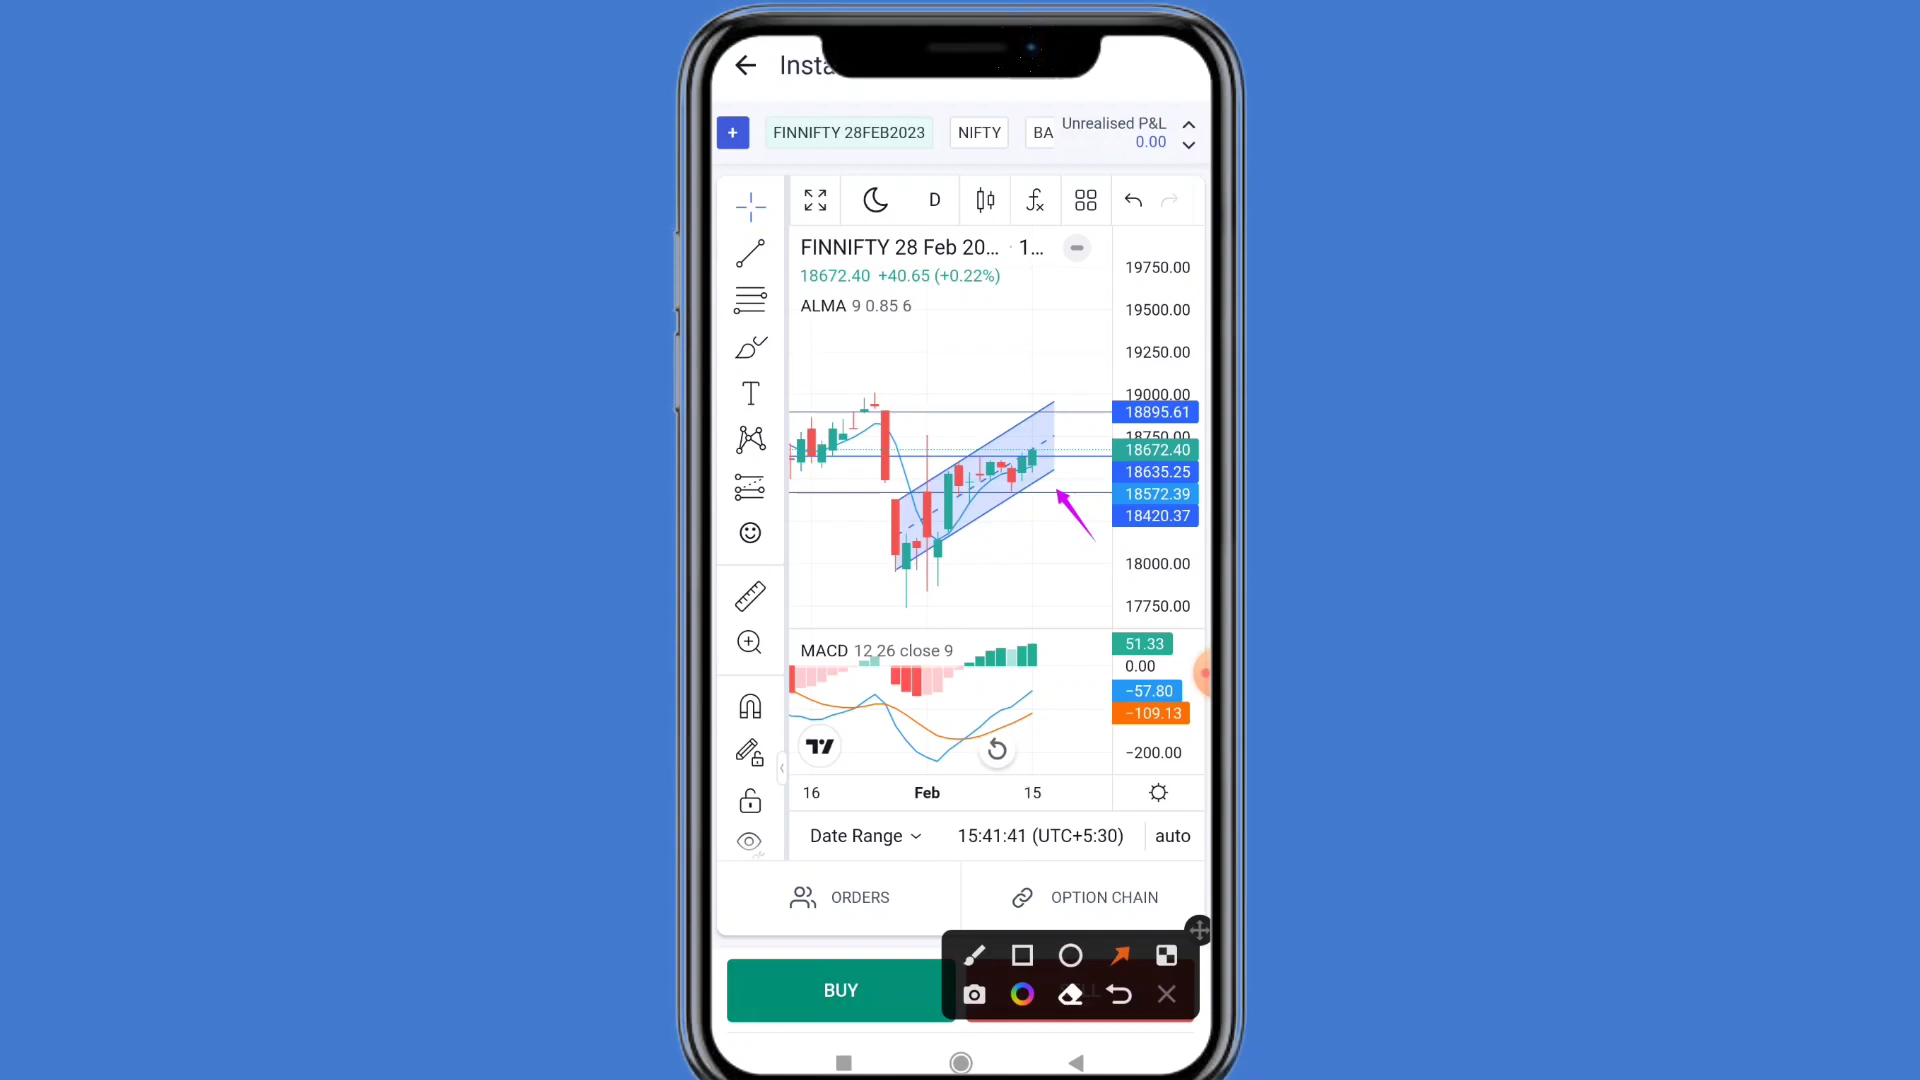 Insta
+ FINNIFTY 28FEB2023 NIFTY BA Unrealised P&L
0.00
D
FINNIFTY 28 Feb 20... · 1...
18672.40 +40.65 (+0.22%)
ALMA 9 0.85 6
19750.00
19500.00
19250.00
19000.00
18895.61
18750.00
18672.40
18635.25
18572.39
18420.37
18000.00
17750.00
MACD 12 26 close 9
51.33
0.00
−57.80
−109.13
−200.00
16 Feb 15
Date Range 15:41:41 (UTC+5:30) auto
ORDERS OPTION CHAIN
BUY